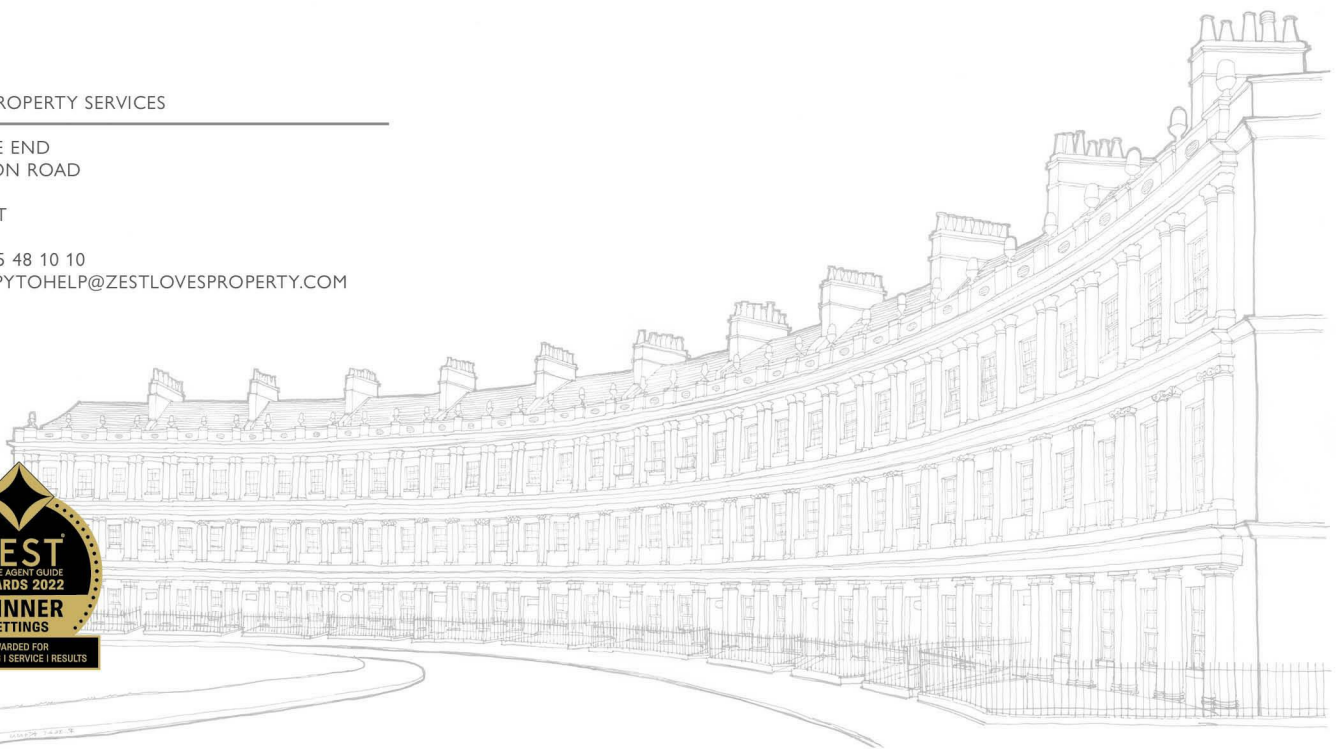 ROPERTY SERVICES
E END
ON ROAD
T
5 48 10 10
PYTOHELP@ZESTLOVESPROPERTY.COM
EST
E AGENT GUIDE
ARDS 2022
INNER
ETTINGS
WARDED FOR
I SERVICE I RESULTS